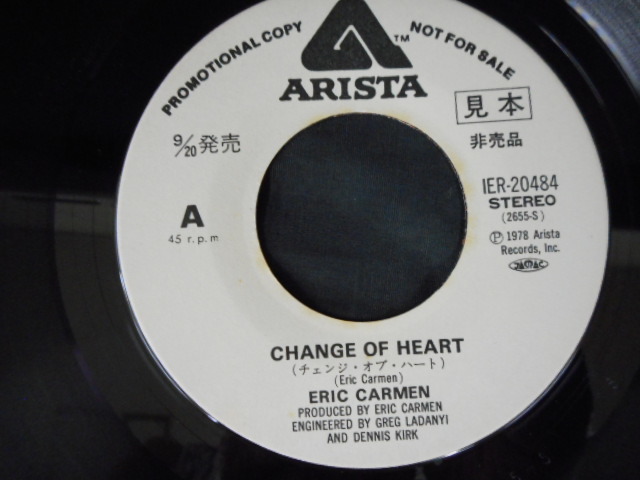 PROMOTIONAL COPY
NOT FOR SALE
TM
ARISTA
見本
9/20発売
非売品
IER-20484
STEREO
(2655-S)
A
45 r.p.m
Ⓟ 1978 Arista
Records, Inc.
CHANGE OF HEART
(チェンジ・オブ・ハート)
(Eric Carmen)
ERIC CARMEN
PRODUCED BY ERIC CARMEN
ENGINEERED BY GREG LADANYI
AND DENNIS KIRK